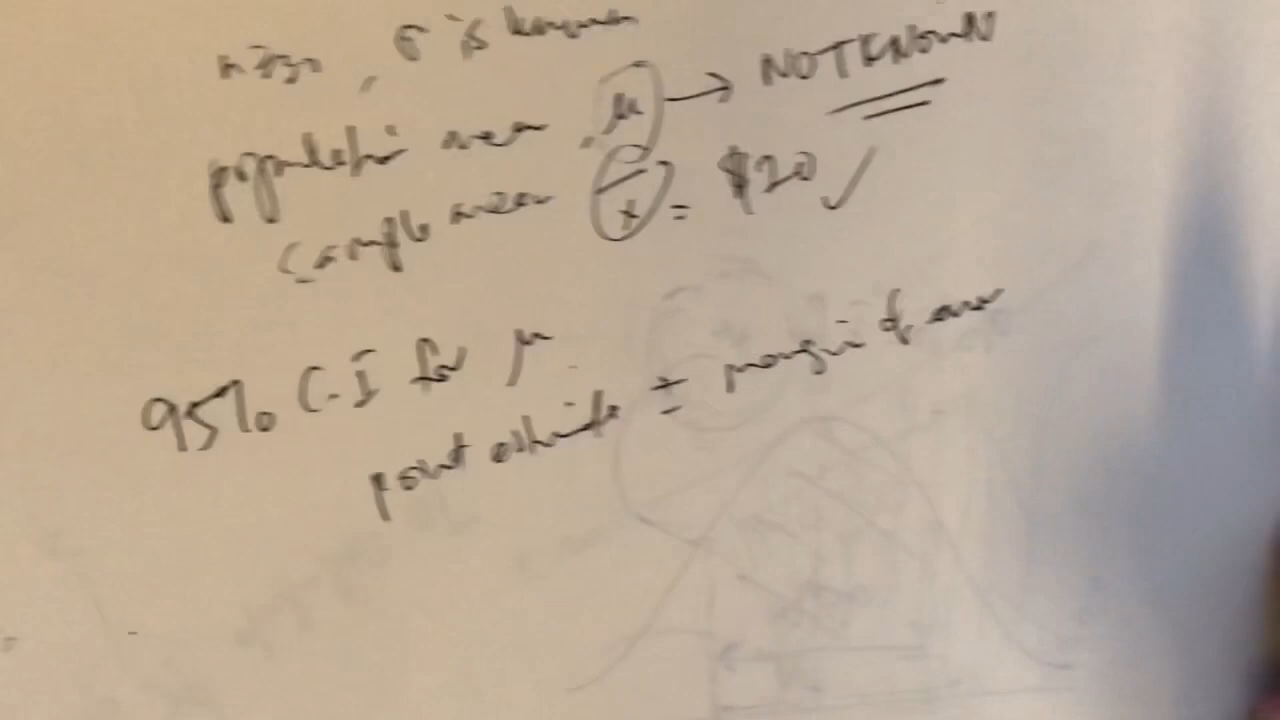 n≥30, σ is known
population mean, μ → NOT KNOWN
sample mean x̄ = $20 ✓
95% C.I for μ
point estimate ± margin of error